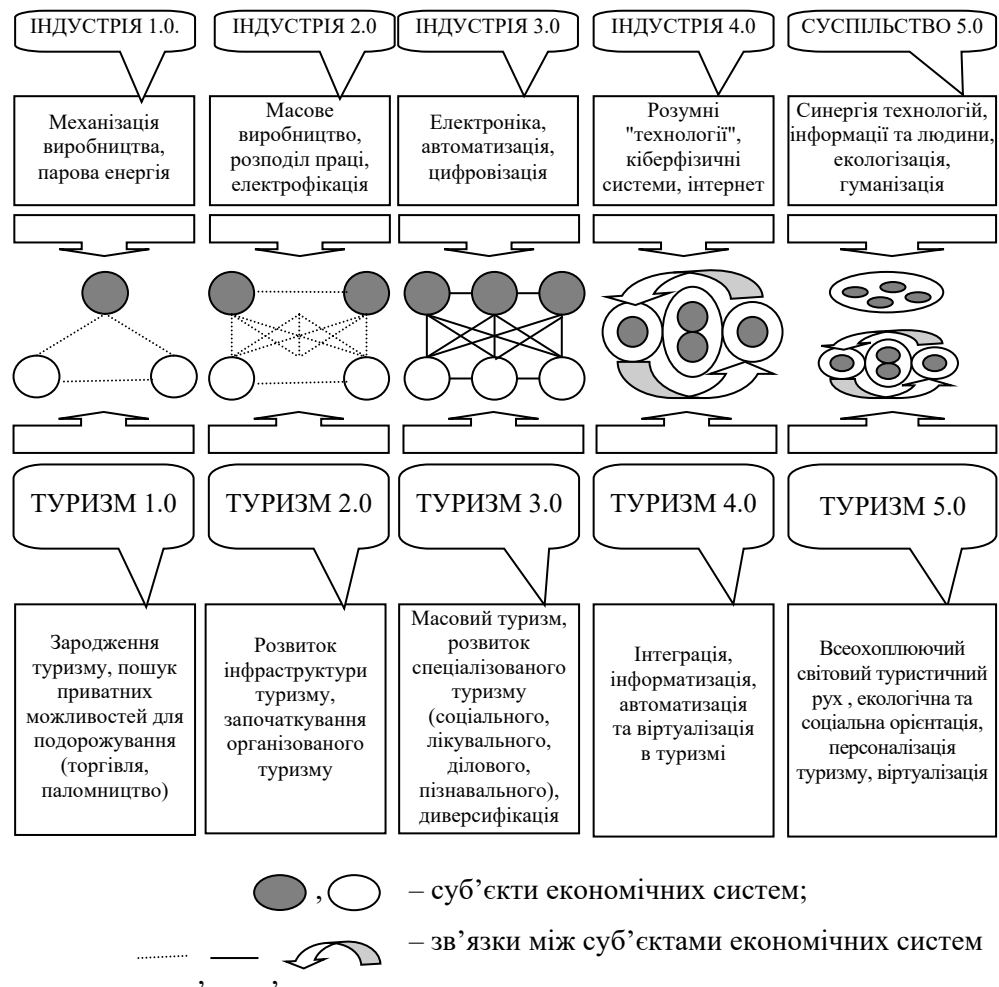 ІНДУСТРІЯ 1.0.
ІНДУСТРІЯ 2.0
ІНДУСТРІЯ 3.0
ІНДУСТРІЯ 4.0
СУСПІЛЬСТВО 5.0
Механізація
виробництва,
парова енергія
Масове
виробництво,
розподіл праці,
електрофікація
Електроніка,
автоматизація,
цифровізація
Розумні
"технології",
кіберфізичні
системи, інтернет
Синергія технологій,
інформації та людини,
екологізація,
гуманізація
ТУРИЗМ 1.0
ТУРИЗМ 2.0
ТУРИЗМ 3.0
ТУРИЗМ 4.0
ТУРИЗМ 5.0
Зародження
туризму, пошук
приватних
можливостей для
подорожування
(торгівля,
паломництво)
Розвиток
інфраструктури
туризму,
започаткування
організованого
туризму
Масовий туризм,
розвиток
спеціалізованого
туризму
(соціального,
лікувального,
ділового,
пізнавального),
диверсифікація
Інтеграція,
інформатизація,
автоматизація
та віртуалізація
в туризмі
Всеохоплюючий
світовий туристичний
рух , екологічна та
соціальна орієнтація,
персоналізація
туризму, віртуалізація
, – суб’єкти економічних систем;
– зв’язки між суб’єктами економічних систем
, ,